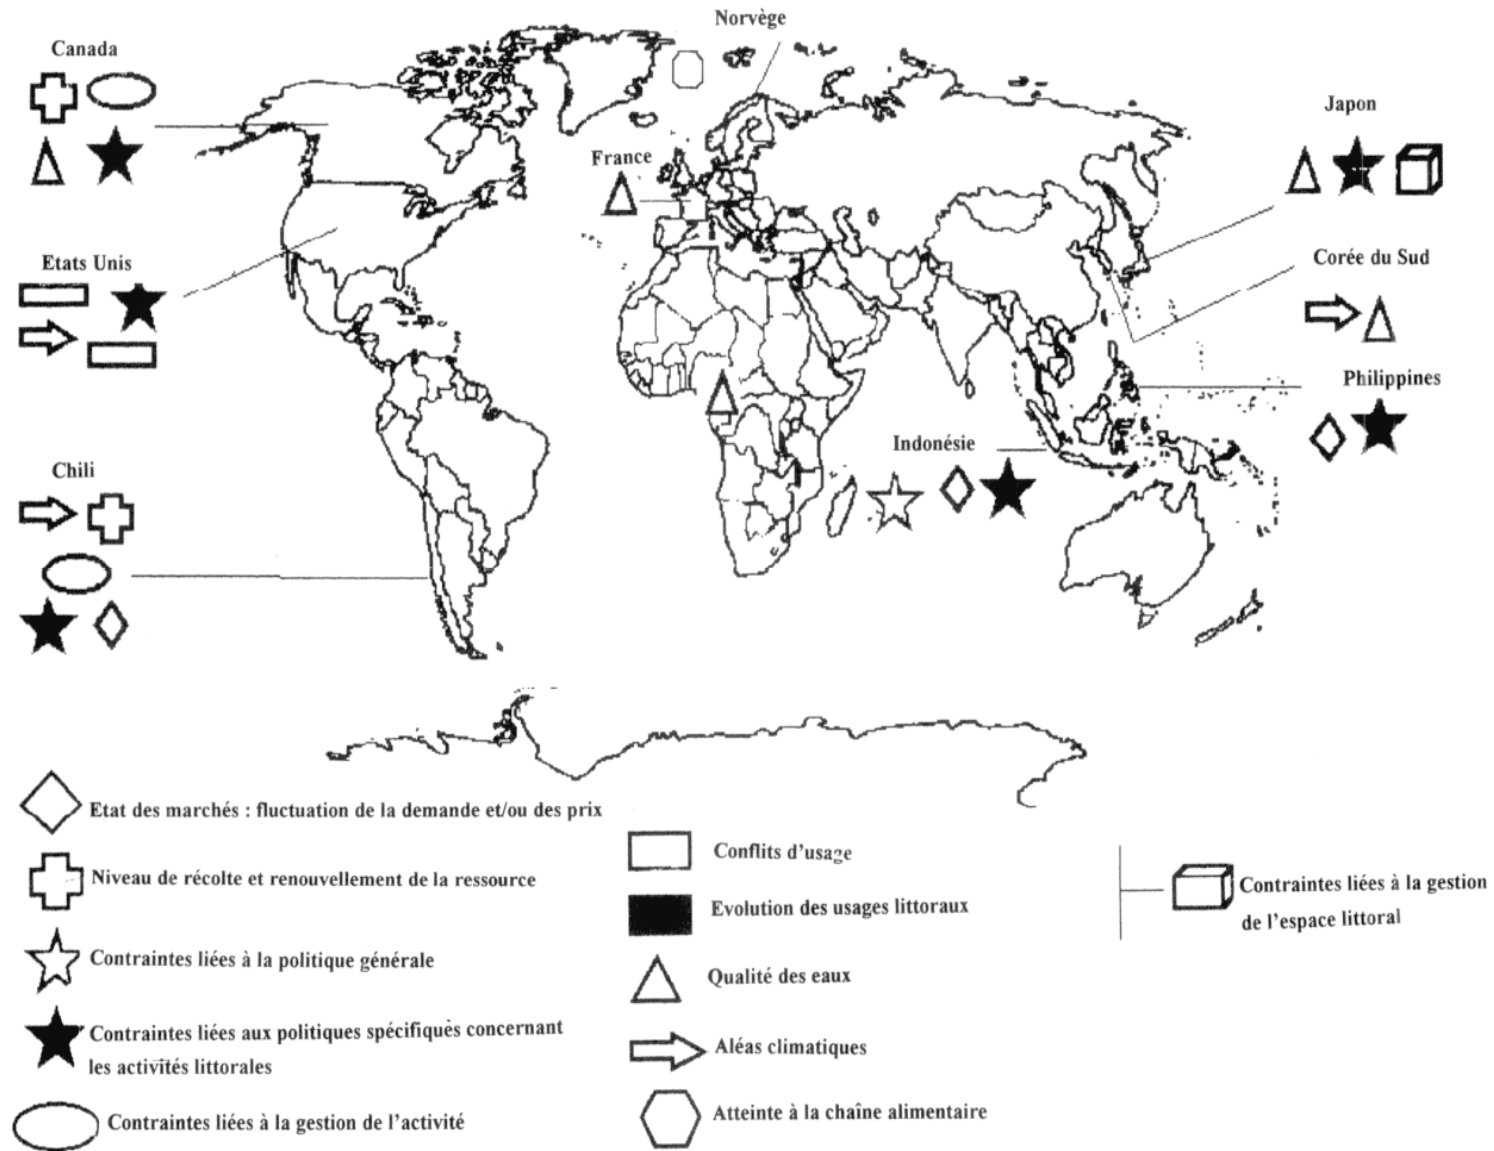 Norvège
Canada
Japon
France
Etats Unis
Corée du Sud
Philippines
Indonésie
Chili
Etat des marchés : fluctuation de la demande et/ou des prix
Niveau de récolte et renouvellement de la ressource
Contraintes liées à la politique générale
Contraintes liées aux politiques spécifiques concernant
les activités littorales
Contraintes liées à la gestion de l'activité
Conflits d'usage
Evolution des usages littoraux
Qualité des eaux
Aléas climatiques
Atteinte à la chaîne alimentaire
Contraintes liées à la gestion
de l'espace littoral